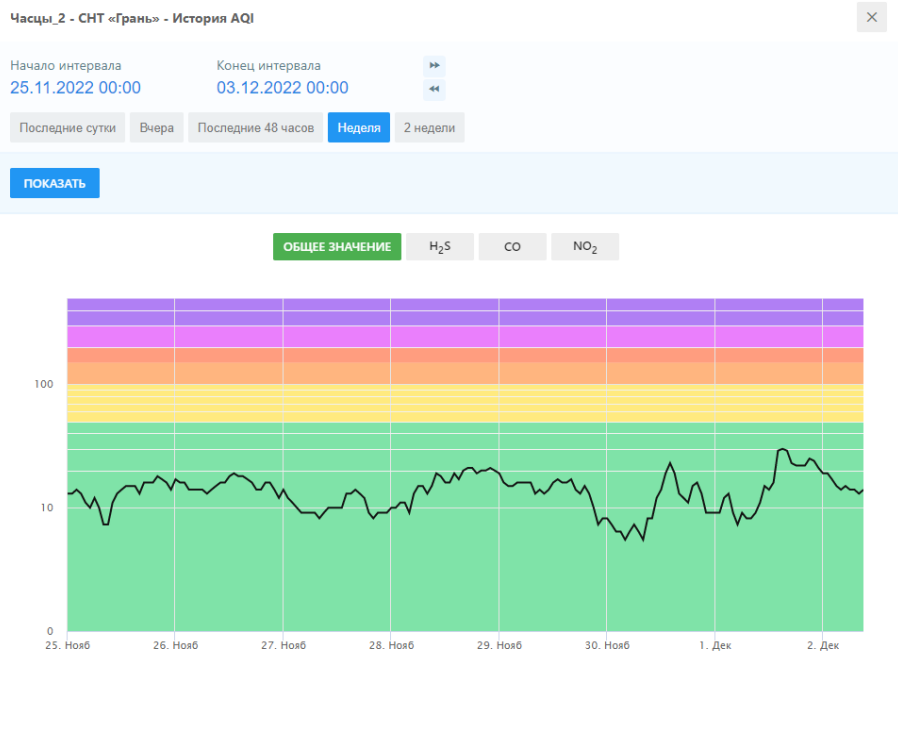 Часцы_2 - СНТ «Грань» - История AQI
Начало интервала
25.11.2022 00:00
Конец интервала
03.12.2022 00:00
Последние сутки
Вчера
Последние 48 часов
Неделя
2 недели
ПОКАЗАТЬ
ОБЩЕЕ ЗНАЧЕНИЕ
H₂S
CO
NO₂
100
10
0
25. Нояб
26. Нояб
27. Нояб
28. Нояб
29. Нояб
30. Нояб
1. Дек
2. Дек